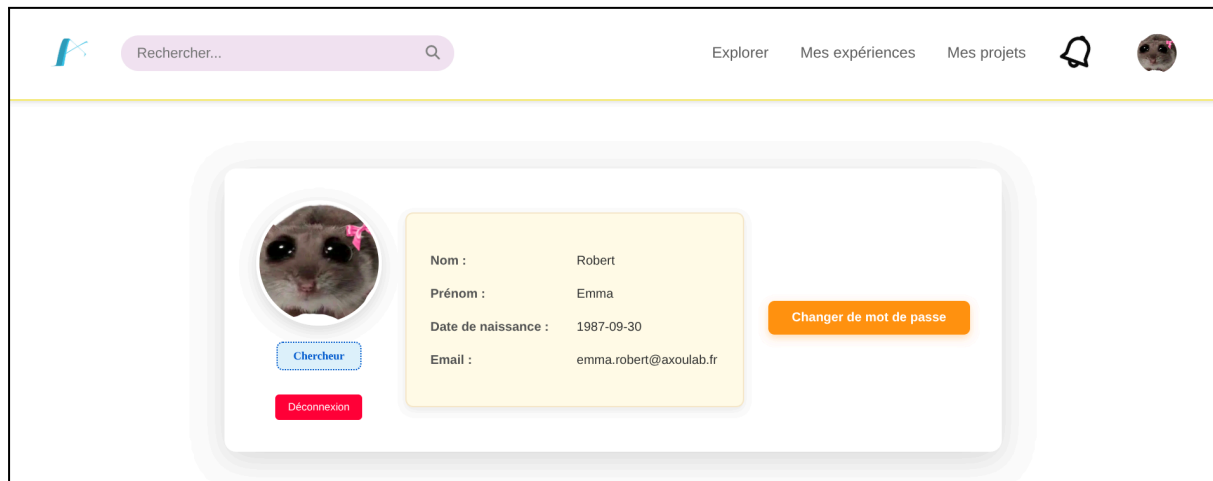 Rechercher...
Explorer
Mes expériences
Mes projets
Nom : Robert
Prénom : Emma
Date de naissance : 1987-09-30
Email : emma.robert@axoulab.fr
Chercheur
Déconnexion
Changer de mot de passe